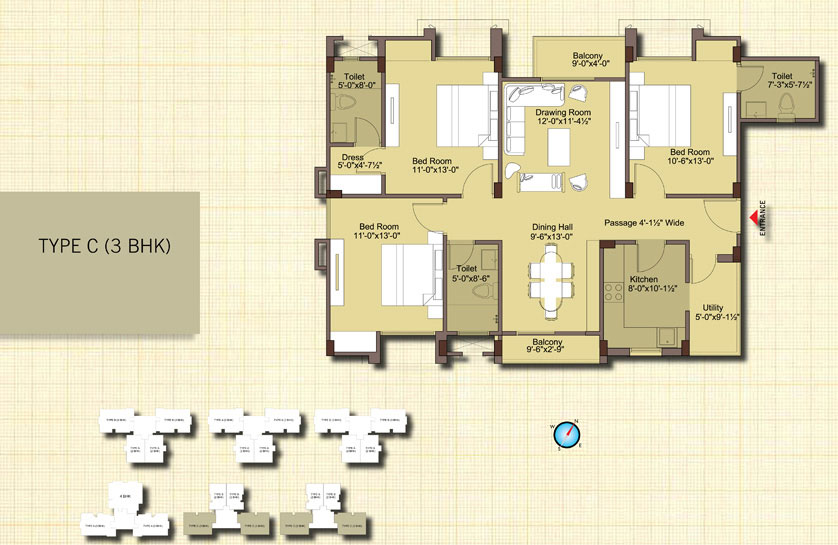 Balcony
9'-0"x4'-0"
Toilet
5'-0"x8'-0"
Toilet
7'-3"x5'-7½"
Drawing Room
12'-0"x11'-4½"
Dress
5'-0"x4'-7½"
Bed Room
11'-0"x13'-0"
Bed Room
10'-6"x13'-0"
ENTRANCE
Bed Room
11'-0"x13'-0"
Dining Hall
9'-6"x13'-0"
Passage 4'-1½" Wide
TYPE C (3 BHK)
Toilet
5'-0"x8'-6"
Kitchen
8'-0"x10'-1½"
Utility
5'-0"x9'-1½"
Balcony
9'-6"x2'-9"
N
W
E
S
4 BHK